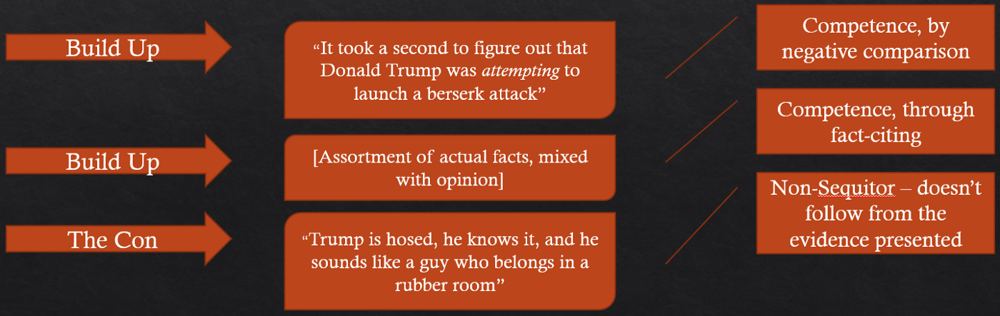 Build Up
“It took a second to figure out that
Donald Trump was attempting to
launch a berserk attack”
Competence, by
negative comparison
Build Up
[Assortment of actual facts, mixed
with opinion]
Competence, through
fact-citing
The Con
“Trump is hosed, he knows it, and he
sounds like a guy who belongs in a
rubber room”
Non-Sequitor – doesn’t
follow from the
evidence presented